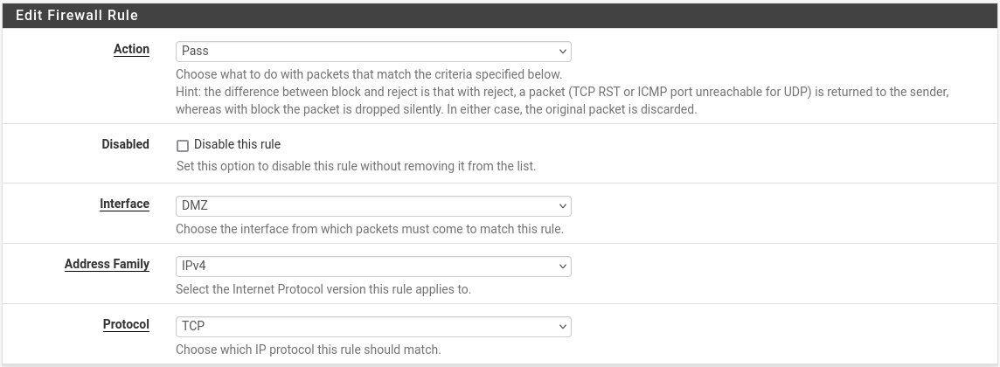 Edit Firewall Rule
Action
Pass
Choose what to do with packets that match the criteria specified below.
Hint: the difference between block and reject is that with reject, a packet (TCP RST or ICMP port unreachable for UDP) is returned to the sender,
whereas with block the packet is dropped silently. In either case, the original packet is discarded.
Disabled
Disable this rule
Set this option to disable this rule without removing it from the list.
Interface
DMZ
Choose the interface from which packets must come to match this rule.
Address Family
IPv4
Select the Internet Protocol version this rule applies to.
Protocol
TCP
Choose which IP protocol this rule should match.